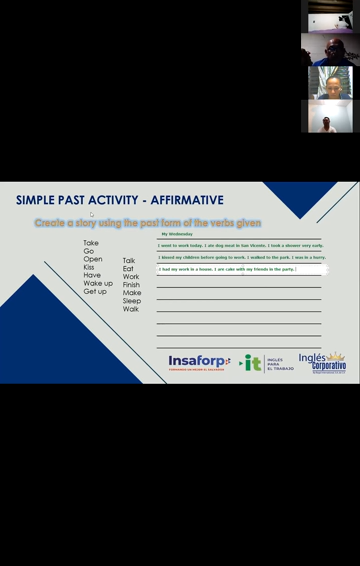 SIMPLE PAST ACTIVITY - AFFIRMATIVE
Create a story using the past form of the verbs given
Take
Go
Open
Kiss
Have
Wake up
Get up
Talk
Eat
Work
Finish
Make
Sleep
Walk
My Wednesday
I went to work today. I ate dog meat in San Vicente. I took a shower very early.
I kissed my children before going to work. I walked to the park. I was in a hurry.
I had my work in a house. I ate cake with my friends in the party.
Insaforp
it
INGLÉS
PARA
EL TRABAJO
Inglés
Corporativo